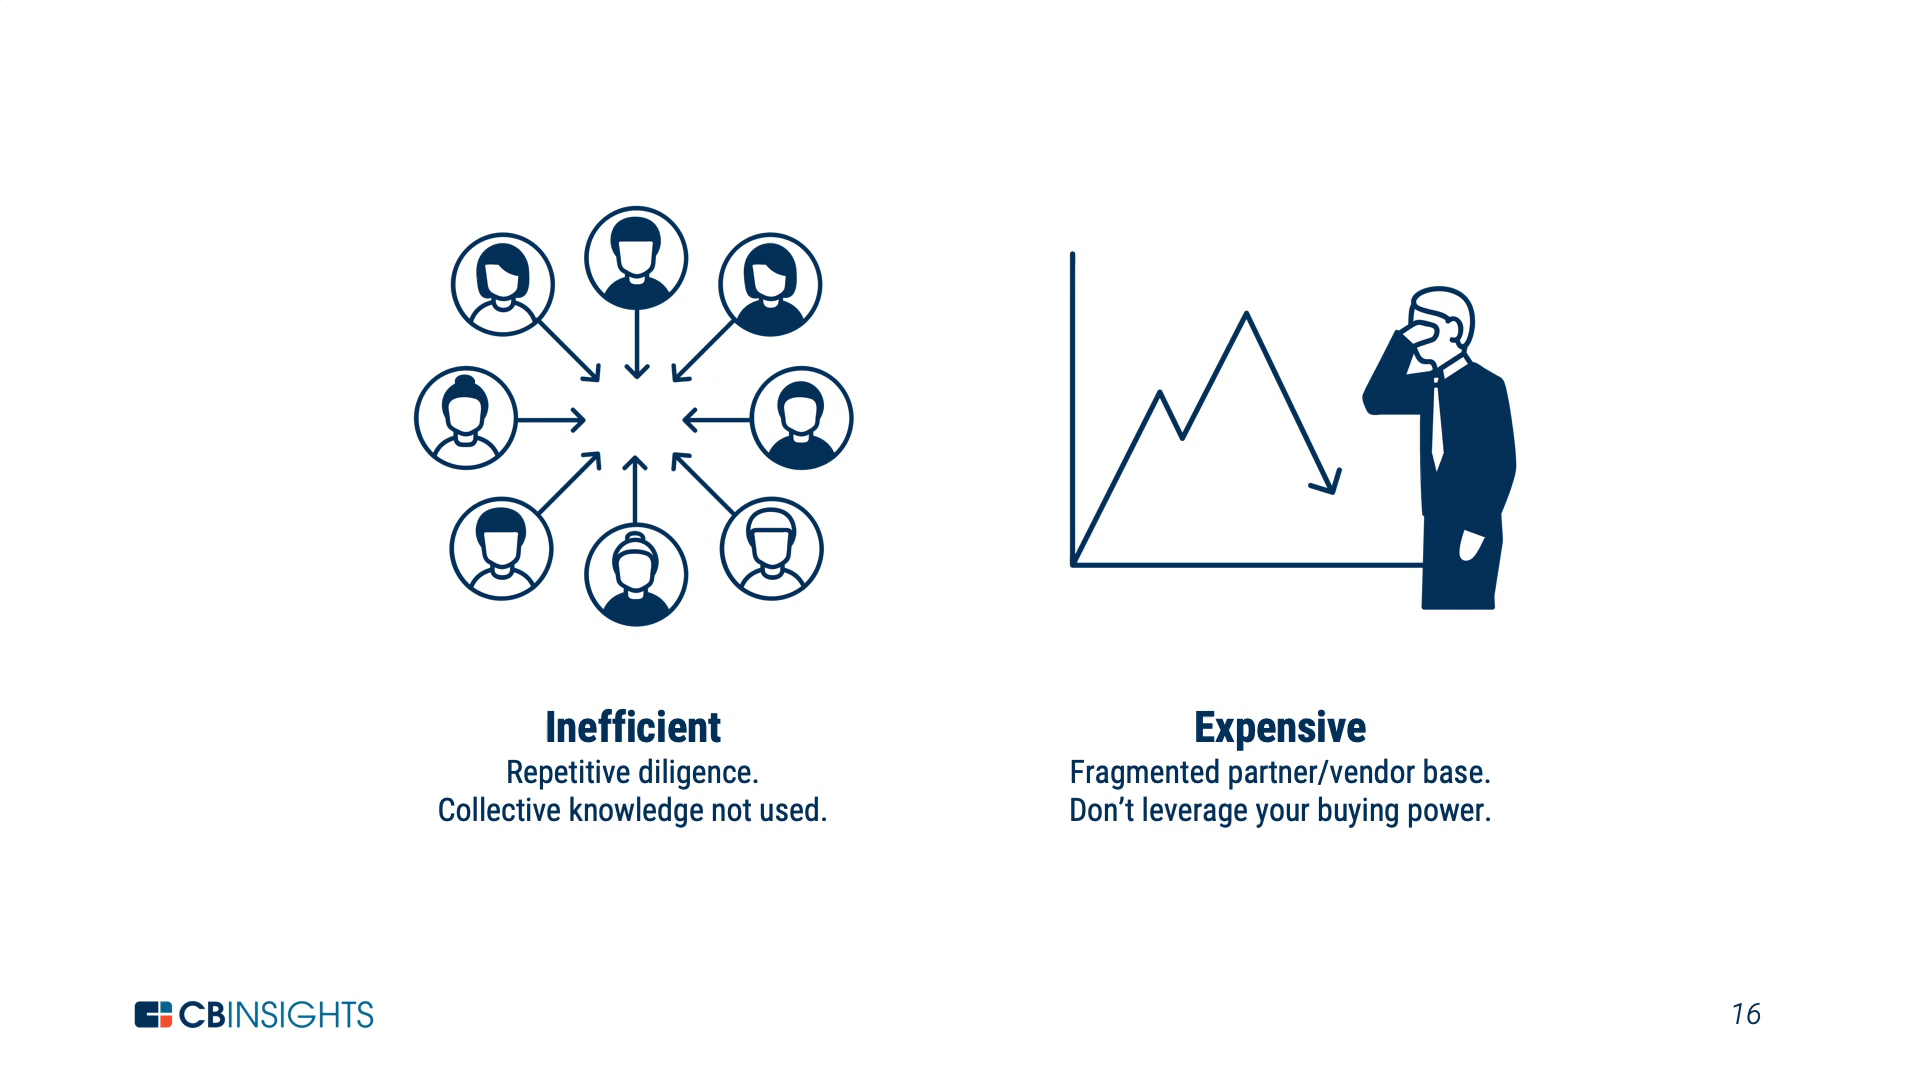 Inefficient
Repetitive diligence.
Collective knowledge not used.
Expensive
Fragmented partner/vendor base.
Don’t leverage your buying power.
CBINSIGHTS
16